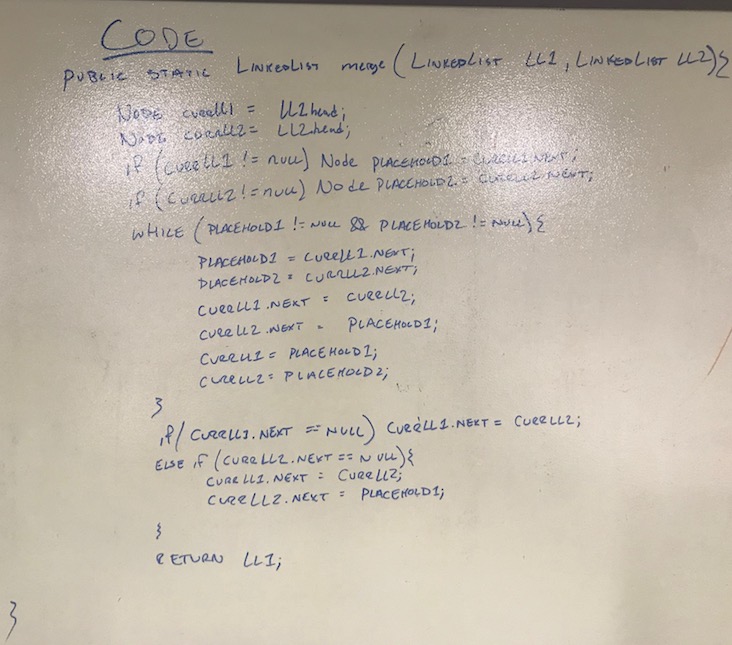 CODE
PUBLIC STATIC LINKEDLIST merge (LINKEDLIST LL1, LINKEDLIST LL2){
NODE CURRLL1 = LL1head;
NODE CURRLL2 = LL2.head;
if (CURRLL1 != null) Node PLACEHOLD1 = CURRLL1.NEXT;
if (CURRLL2 != null) Node PLACEHOLD2 = CURRLL2.NEXT;
WHILE (PLACEHOLD1 != NULL && PLACEHOLD2 != NULL){
PLACEHOLD1 = CURRLL1.NEXT;
PLACEHOLD2 = CURRLL2.NEXT;
CURRLL1.NEXT = CURRLL2;
CURRLL2.NEXT = PLACEHOLD1;
CURRLL1 = PLACEHOLD1;
CURRLL2 = PLACEHOLD2;
}
if (CURRLL1.NEXT == NULL) CURRLL1.NEXT = CURRLL2;
ELSE if (CURRLL2.NEXT == NULL){
CURRLL1.NEXT = CURRLL2;
CURRLL2.NEXT = PLACEHOLD1;
}
RETURN LL1;
}